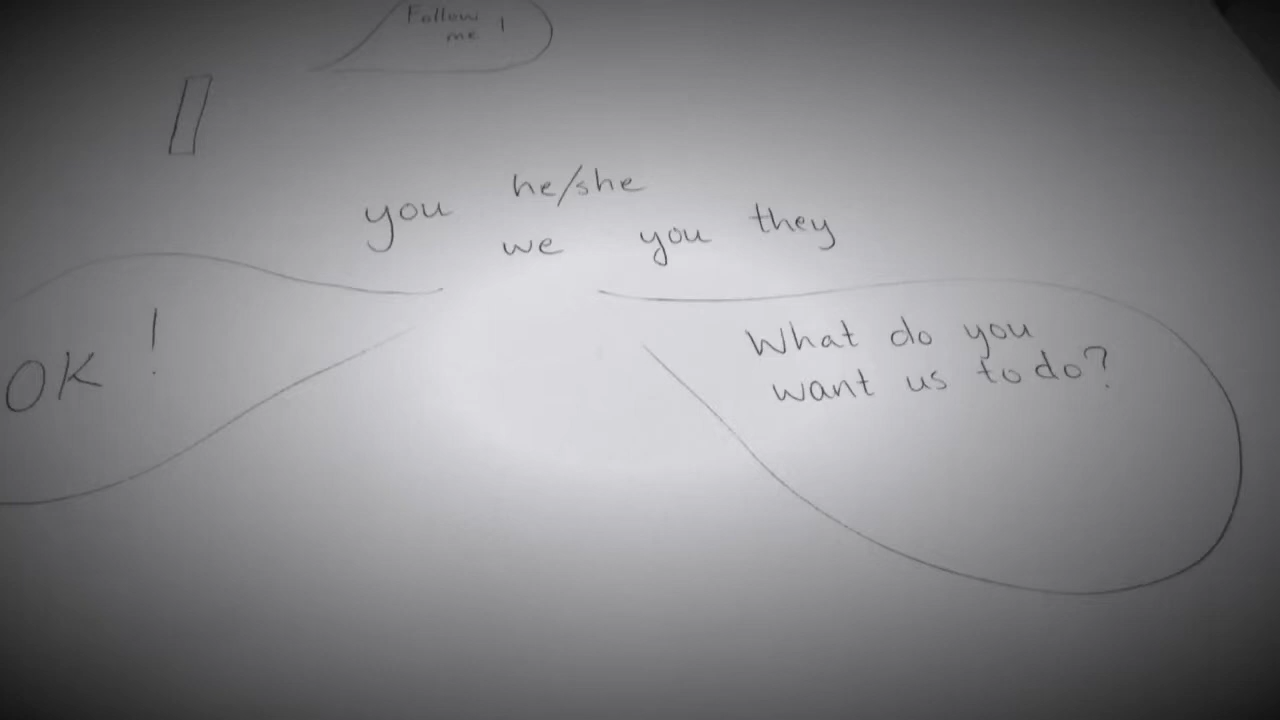 Follow
me !
he/she
you
we you they
OK !
What do you
want us to do?